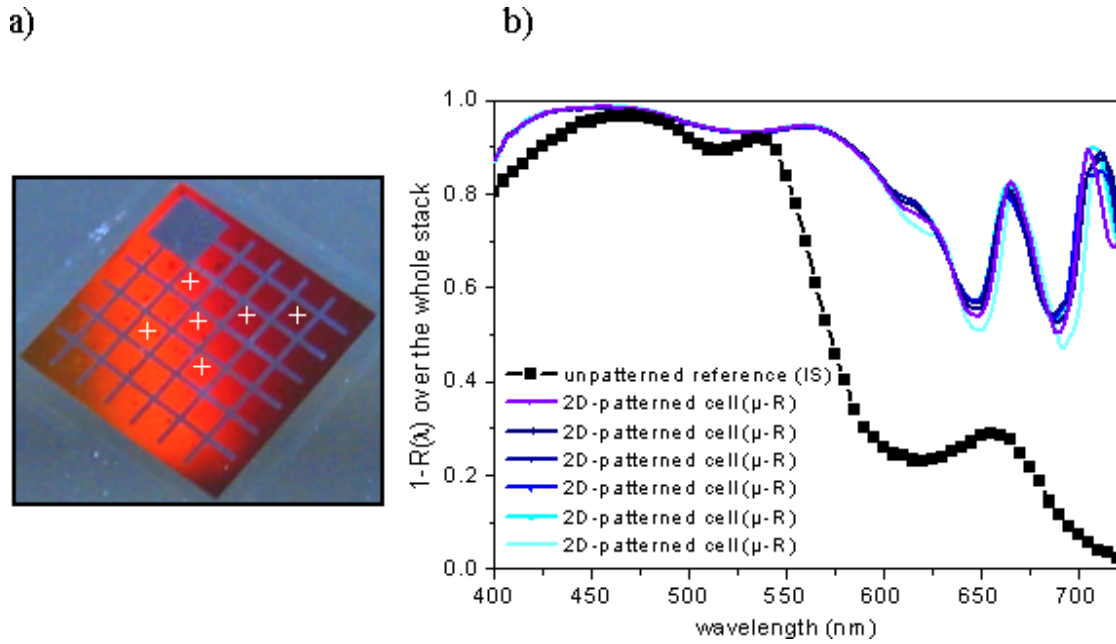 a)
b)
1-R(λ) over the whole stack
1.0
0.8
0.6
0.4
0.2
0.0
unpatterned reference (IS)
2D-patterned cell(μ-R)
2D-patterned cell(μ-R)
2D-patterned cell(μ-R)
2D-patterned cell(μ-R)
2D-patterned cell(μ-R)
2D-patterned cell(μ-R)
400 450 500 550 600 650 700
wavelength (nm)